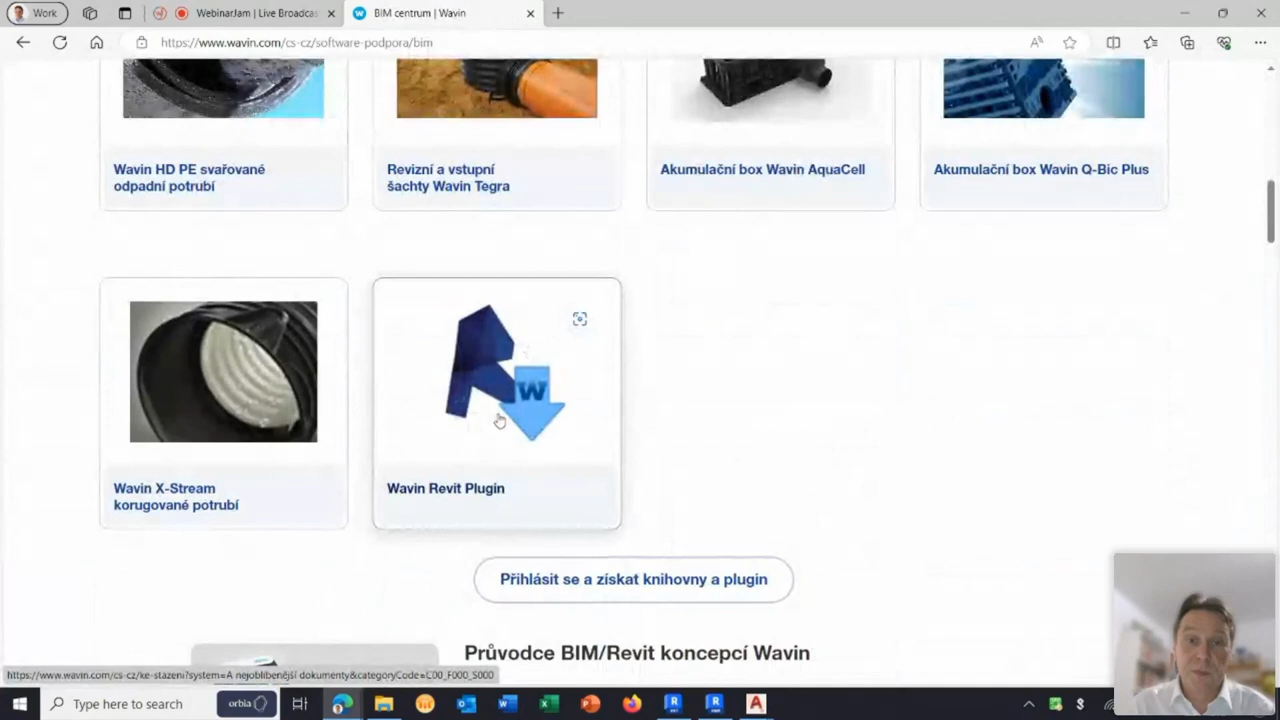 Work
WebinarJam | Live Broadcas
BIM centrum | Wavin
https://www.wavin.com/cs-cz/software-podpora/bim
Wavin HD PE svařované
odpadní potrubí
Revizní a vstupní
šachty Wavin Tegra
Akumulační box Wavin AquaCell
Akumulační box Wavin Q-Bic Plus
W
Wavin X-Stream
korugované potrubí
Wavin Revit Plugin
Přihlásit se a získat knihovny a plugin
Průvodce BIM/Revit koncepcí Wavin
https://www.wavin.com/cs-cz/ke-stazeni?system=A nejoblíbenější dokumenty&categoryCode=C00_F000_S000
Type here to search
orbia